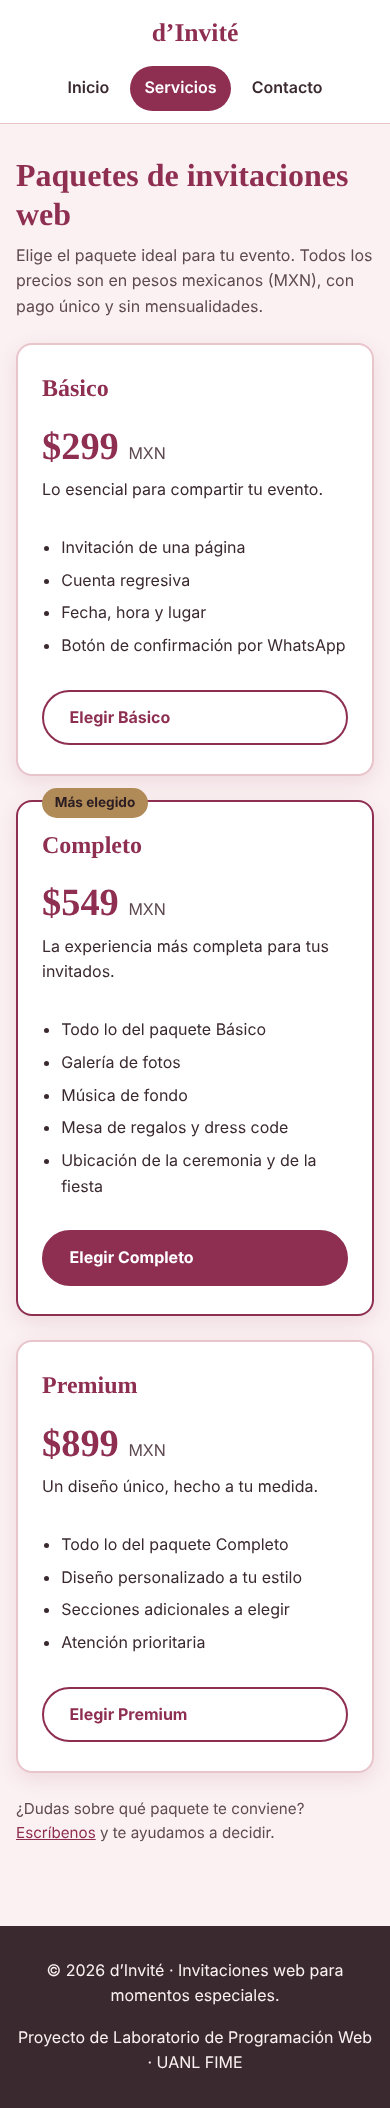 d’Invité
Inicio Servicios Contacto
Paquetes de invitaciones
web
Elige el paquete ideal para tu evento. Todos los
precios son en pesos mexicanos (MXN), con
pago único y sin mensualidades.
Básico
$299 MXN
Lo esencial para compartir tu evento.
• Invitación de una página
• Cuenta regresiva
• Fecha, hora y lugar
• Botón de confirmación por WhatsApp
Elegir Básico
Más elegido
Completo
$549 MXN
La experiencia más completa para tus
invitados.
• Todo lo del paquete Básico
• Galería de fotos
• Música de fondo
• Mesa de regalos y dress code
• Ubicación de la ceremonia y de la
fiesta
Elegir Completo
Premium
$899 MXN
Un diseño único, hecho a tu medida.
• Todo lo del paquete Completo
• Diseño personalizado a tu estilo
• Secciones adicionales a elegir
• Atención prioritaria
Elegir Premium
¿Dudas sobre qué paquete te conviene?
Escríbenos y te ayudamos a decidir.
© 2026 d’Invité · Invitaciones web para
momentos especiales.
Proyecto de Laboratorio de Programación Web
· UANL FIME